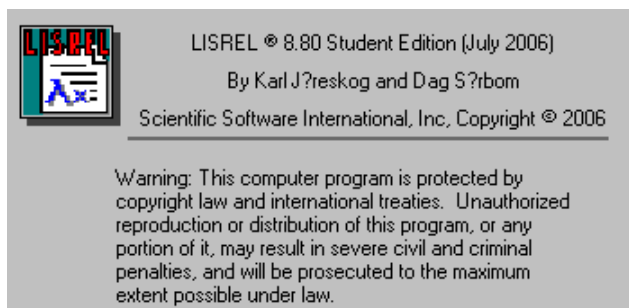 LISREL
LISREL ® 8.80 Student Edition (July 2006)
By Karl J?reskog and Dag S?rbom
Scientific Software International, Inc, Copyright © 2006
Warning: This computer program is protected by
copyright law and international treaties.  Unauthorized
reproduction or distribution of this program, or any
portion of it, may result in severe civil and criminal
penalties, and will be prosecuted to the maximum
extent possible under law.